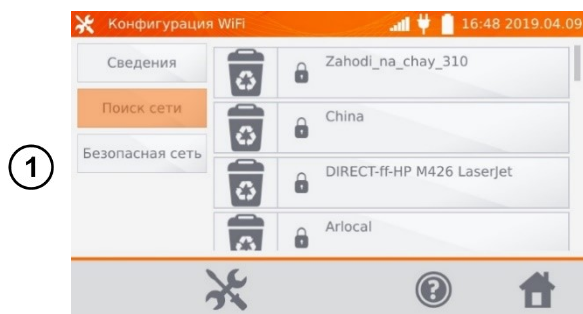 Конфигурация WiFi
16:48 2019.04.09
Сведения
Поиск сети
Безопасная сеть
1
Zahodi_na_chay_310
China
DIRECT-ff-HP M426 LaserJet
Arlocal
?